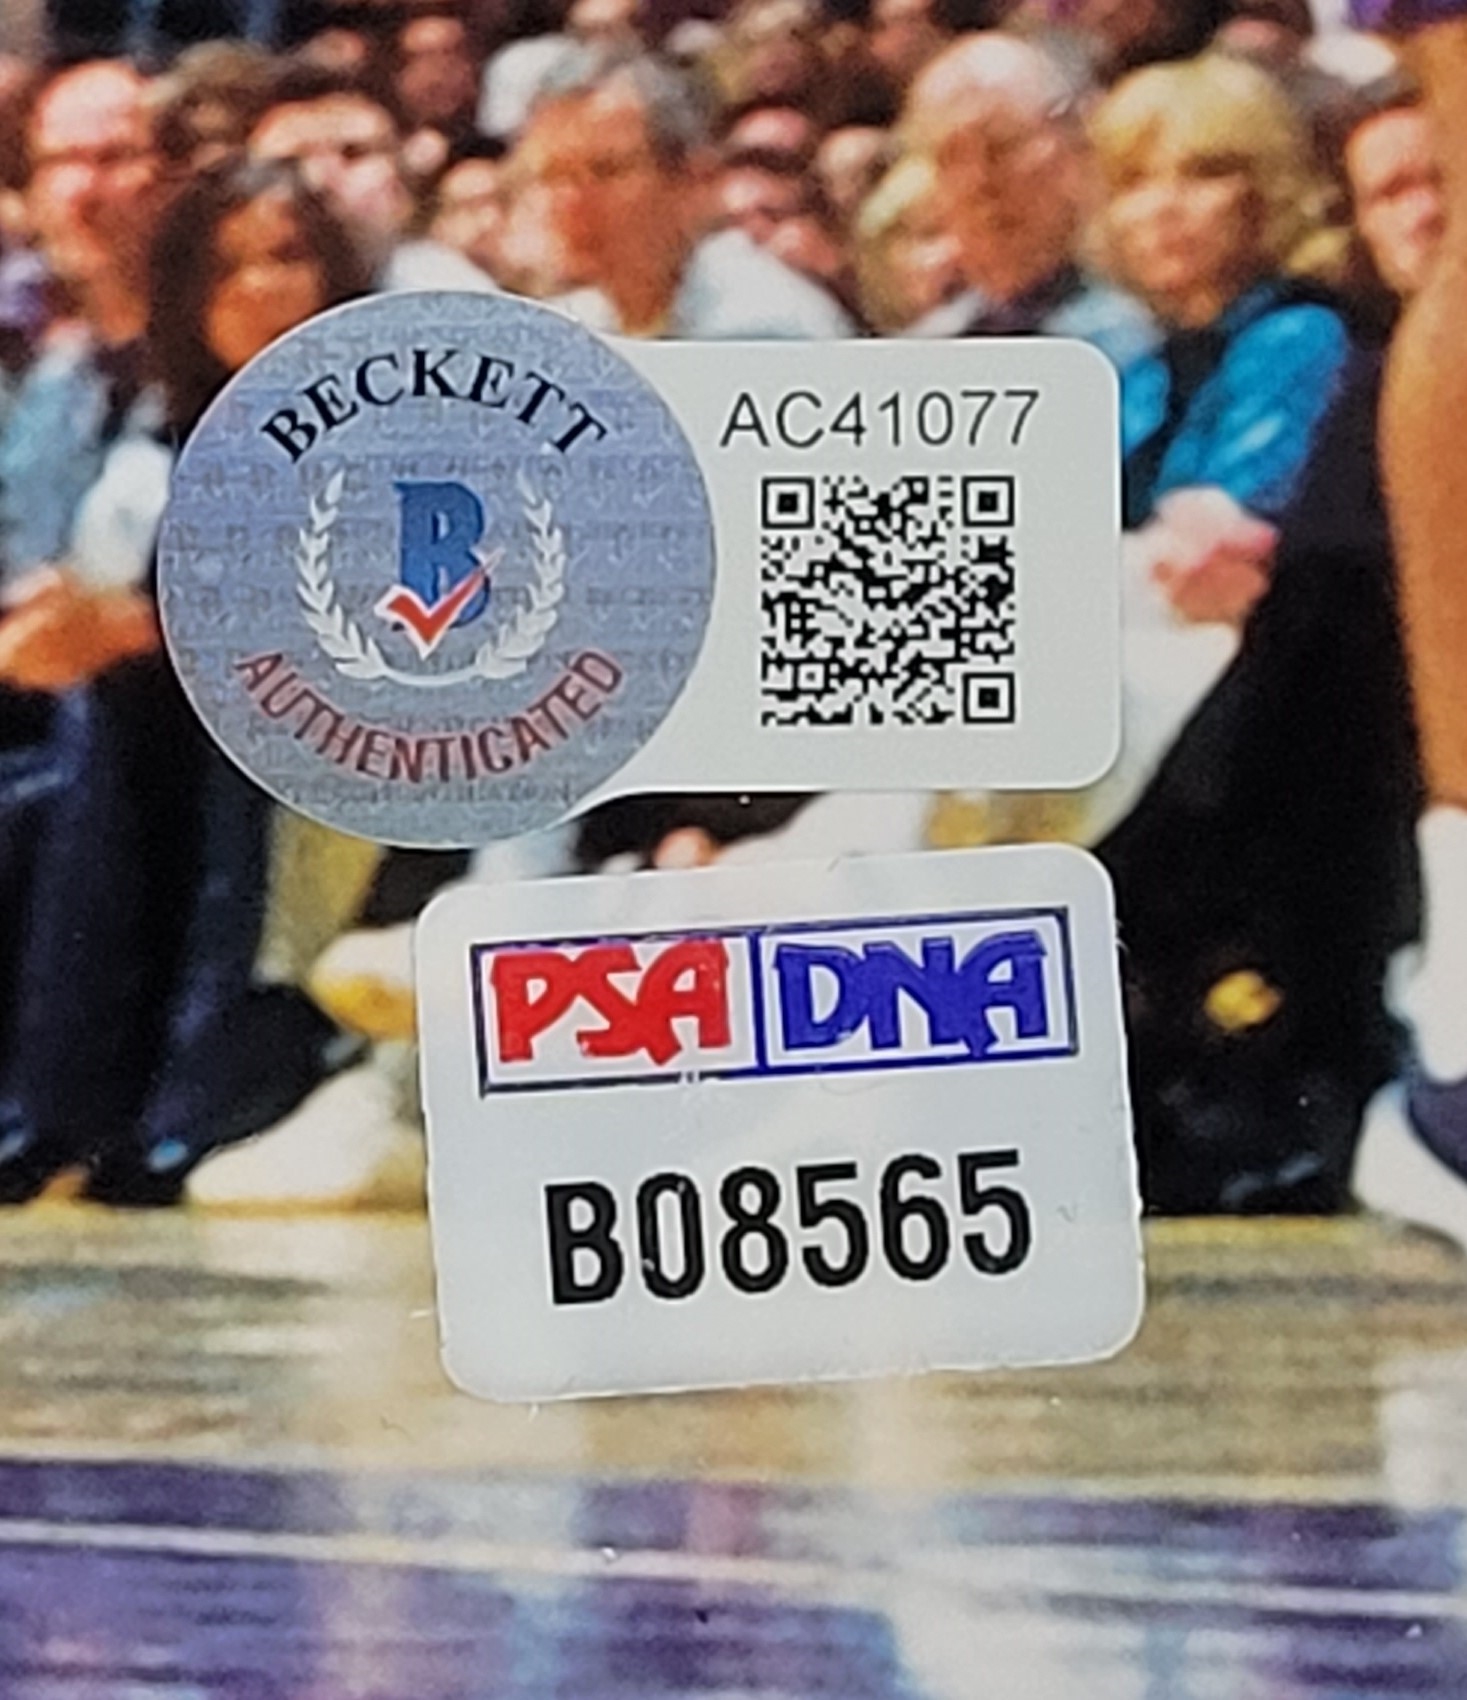 BECKETT
B
AUTHENTICATED
AC41077
PSA DNA
B08565